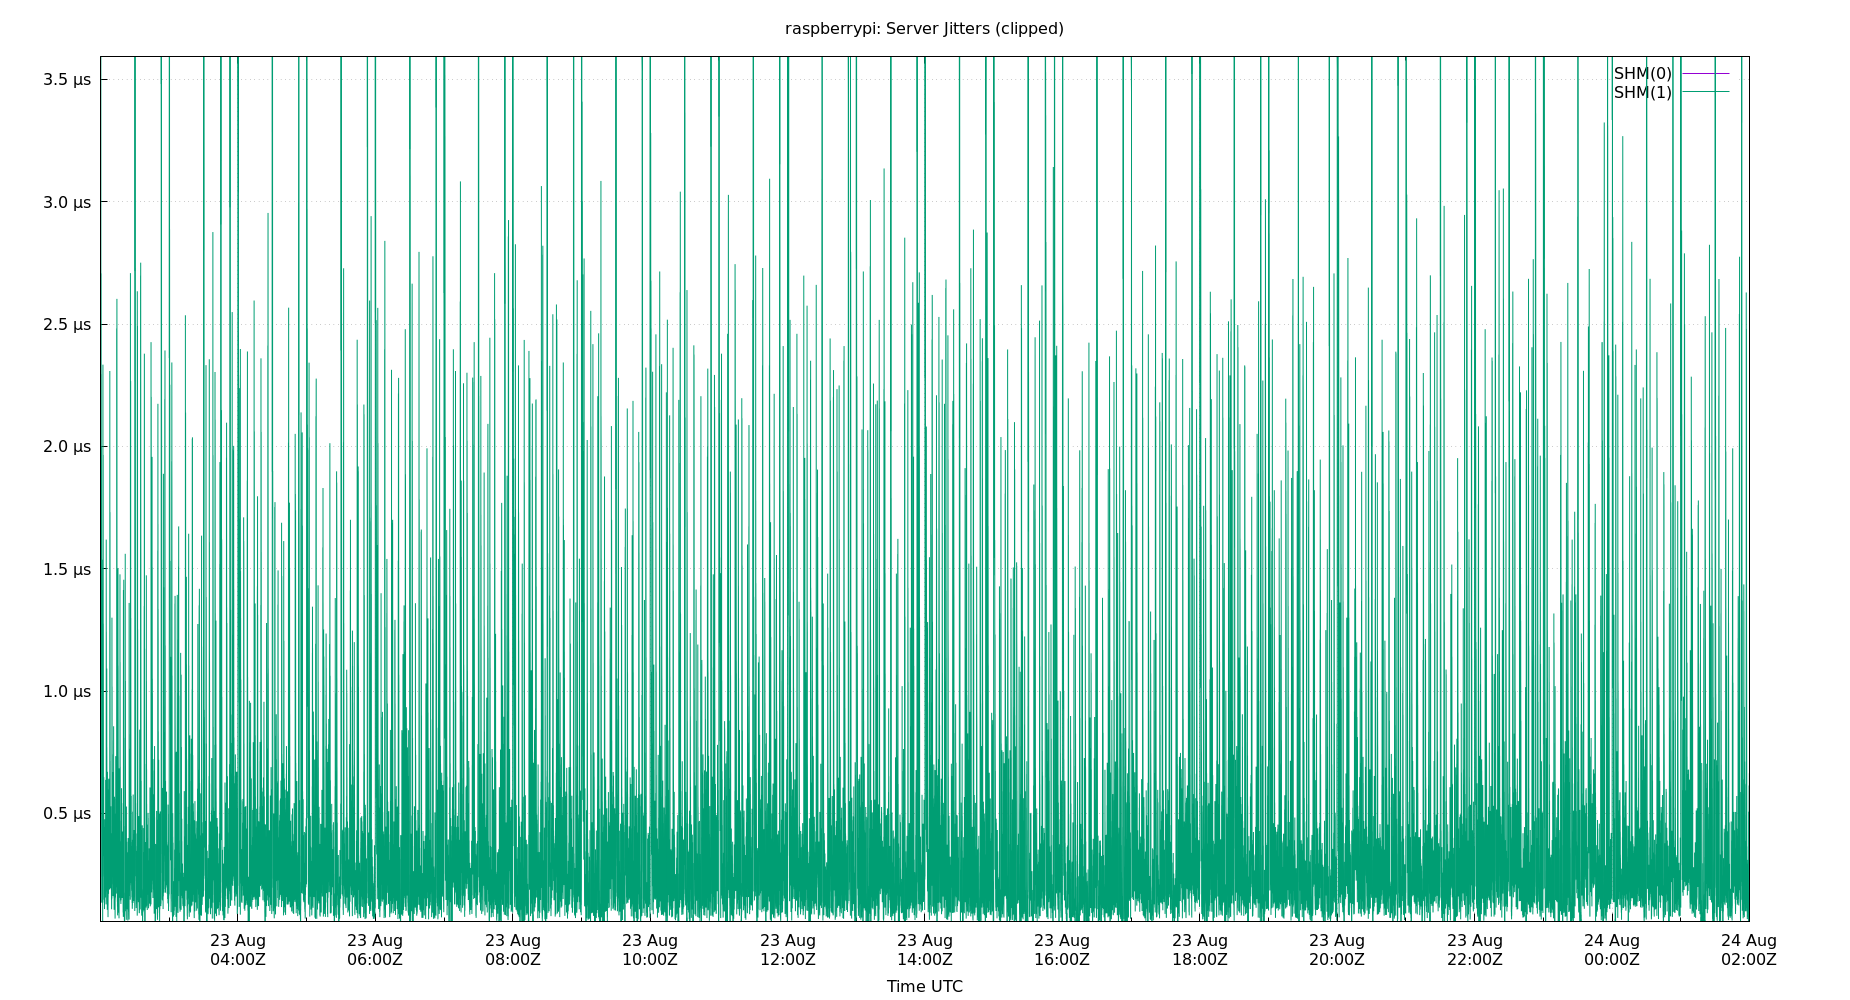 raspberrypi: Server Jitters (clipped)
SHM(0)
SHM(1)
3.5 µs
3.0 µs
2.5 µs
2.0 µs
1.5 µs
1.0 µs
0.5 µs
23 Aug 23 Aug 23 Aug 23 Aug 23 Aug 23 Aug 23 Aug 23 Aug 23 Aug 23 Aug 24 Aug 24 Aug
04:00Z 06:00Z 08:00Z 10:00Z 12:00Z 14:00Z 16:00Z 18:00Z 20:00Z 22:00Z 00:00Z 02:00Z
Time UTC